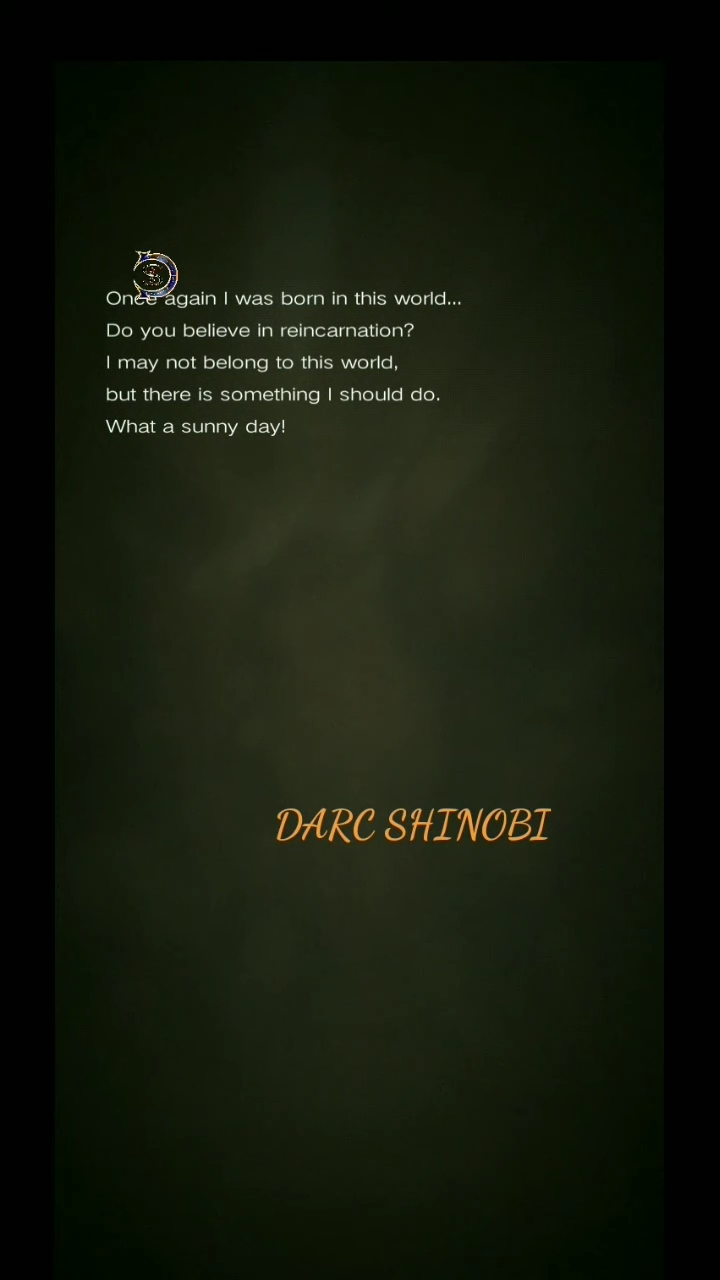 Once again I was born in this world...
Do you believe in reincarnation?
I may not belong to this world,
but there is something I should do.
What a sunny day!
DARC SHINOBI